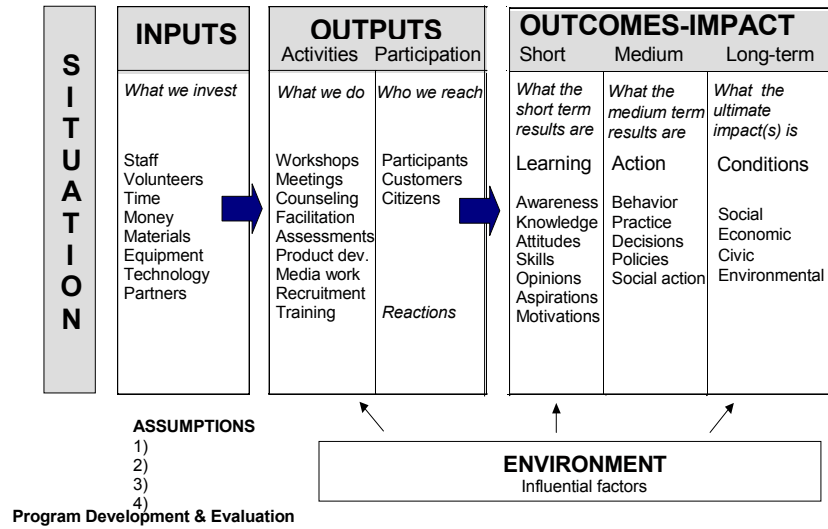 SITUATION
INPUTS
What we invest
Staff
Volunteers
Time
Money
Materials
Equipment
Technology
Partners
OUTPUTS
Activities
Participation
What we do
Who we reach
Workshops
Meetings
Counseling
Facilitation
Assessments
Product dev.
Media work
Recruitment
Training
Participants
Customers
Citizens
Reactions
OUTCOMES-IMPACT
Short
Medium
Long-term
What the
short term
results are
Learning
Awareness
Knowledge
Attitudes
Skills
Opinions
Aspirations
Motivations
What the
medium term
results are
Action
Behavior
Practice
Decisions
Policies
Social action
What the
ultimate
impact(s) is
Conditions
Social
Economic
Civic
Environmental
ASSUMPTIONS
1)
2)
3)
4)
ENVIRONMENT
Influential factors
Program Development & Evaluation